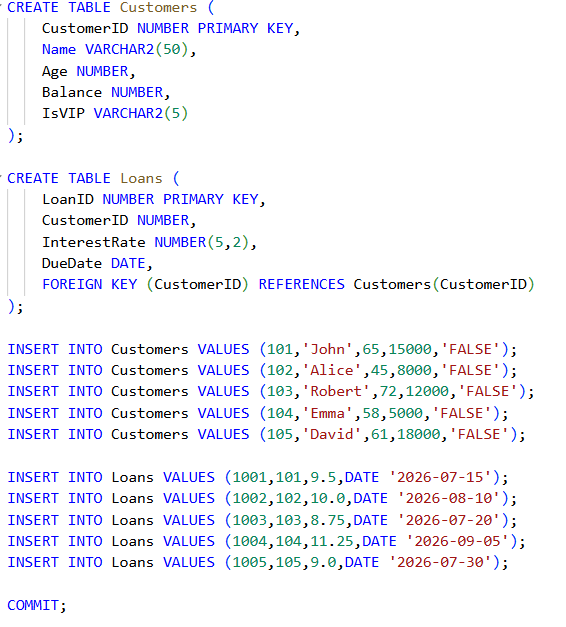 CREATE TABLE Customers (
    CustomerID NUMBER PRIMARY KEY,
    Name VARCHAR2(50),
    Age NUMBER,
    Balance NUMBER,
    IsVIP VARCHAR2(5)
);

CREATE TABLE Loans (
    LoanID NUMBER PRIMARY KEY,
    CustomerID NUMBER,
    InterestRate NUMBER(5,2),
    DueDate DATE,
    FOREIGN KEY (CustomerID) REFERENCES Customers(CustomerID)
);

INSERT INTO Customers VALUES (101,'John',65,15000,'FALSE');
INSERT INTO Customers VALUES (102,'Alice',45,8000,'FALSE');
INSERT INTO Customers VALUES (103,'Robert',72,12000,'FALSE');
INSERT INTO Customers VALUES (104,'Emma',58,5000,'FALSE');
INSERT INTO Customers VALUES (105,'David',61,18000,'FALSE');

INSERT INTO Loans VALUES (1001,101,9.5,DATE '2026-07-15');
INSERT INTO Loans VALUES (1002,102,10.0,DATE '2026-08-10');
INSERT INTO Loans VALUES (1003,103,8.75,DATE '2026-07-20');
INSERT INTO Loans VALUES (1004,104,11.25,DATE '2026-09-05');
INSERT INTO Loans VALUES (1005,105,9.0,DATE '2026-07-30');

COMMIT;